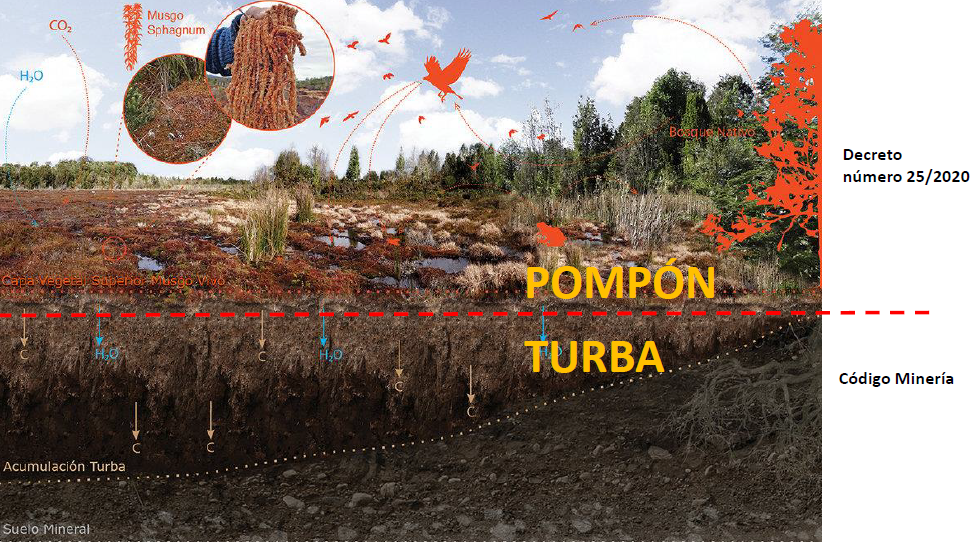 CO₂
Musgo
Sphagnum
H₂O
Bosque Nativo
Decreto
número 25/2020
Capa Vegetal Superior Musgo Vivo
POMPÓN
C
H₂O
C
H₂O
C
H₂O
TURBA
C
C
C
Código Minería
Acumulación Turba
Suelo Mineral